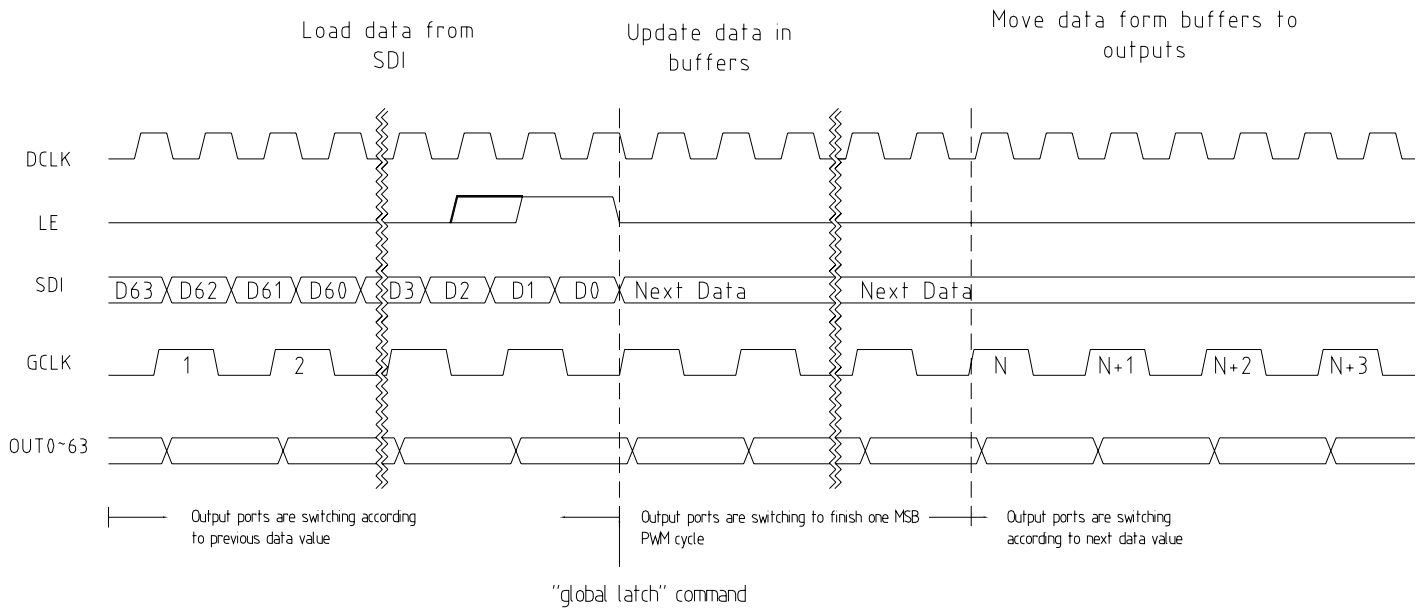 Load data from
SDI
Update data in
buffers
Move data form buffers to
outputs
DCLK
LE
SDI
D63 D62 D61 D60 D3 D2 D1 D0 Next Data Next Data
GCLK
1 2 N N+1 N+2 N+3
OUT0~63
Output ports are switching according
to previous data value
Output ports are switching to finish one MSB
PWM cycle
Output ports are switching
according to next data value
"global latch" command